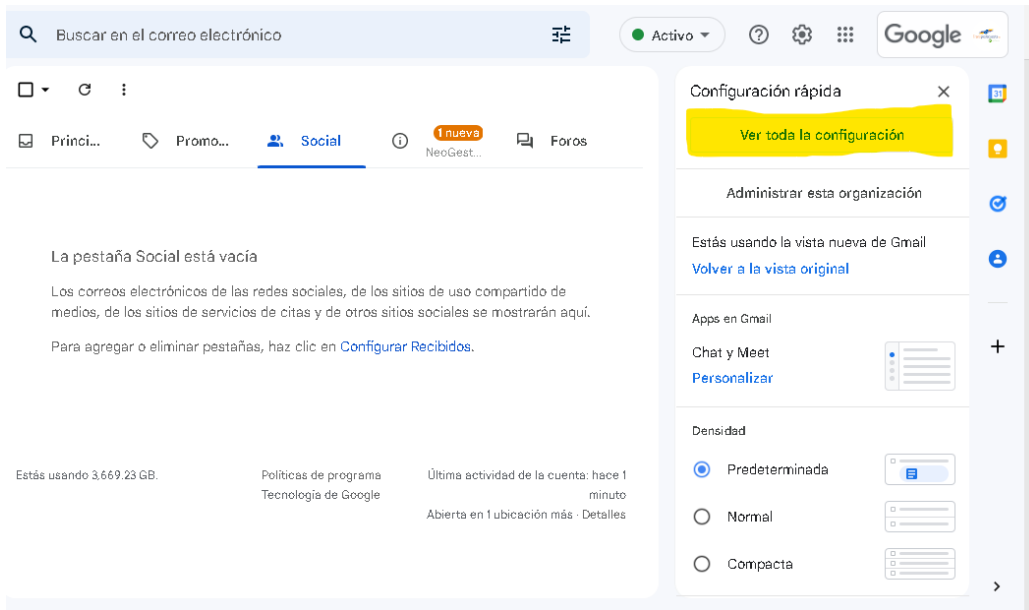 Buscar en el correo electrónico
Activo
Google
Princi...
Promo...
Social
1 nueva
NeoGest...
Foros
La pestaña Social está vacía
Los correos electrónicos de las redes sociales, de los sitios de uso compartido de
medios, de los sitios de servicios de citas y de otros sitios sociales se mostrarán aquí.
Para agregar o eliminar pestañas, haz clic en Configurar Recibidos.
Estás usando 3,669.23 GB.
Políticas de programa
Tecnología de Google
Última actividad de la cuenta: hace 1
minuto
Abierta en 1 ubicación más · Detalles
Configuración rápida
Ver toda la configuración
Administrar esta organización
Estás usando la vista nueva de Gmail
Volver a la vista original
Apps en Gmail
Chat y Meet
Personalizar
Densidad
Predeterminada
Normal
Compacta
31